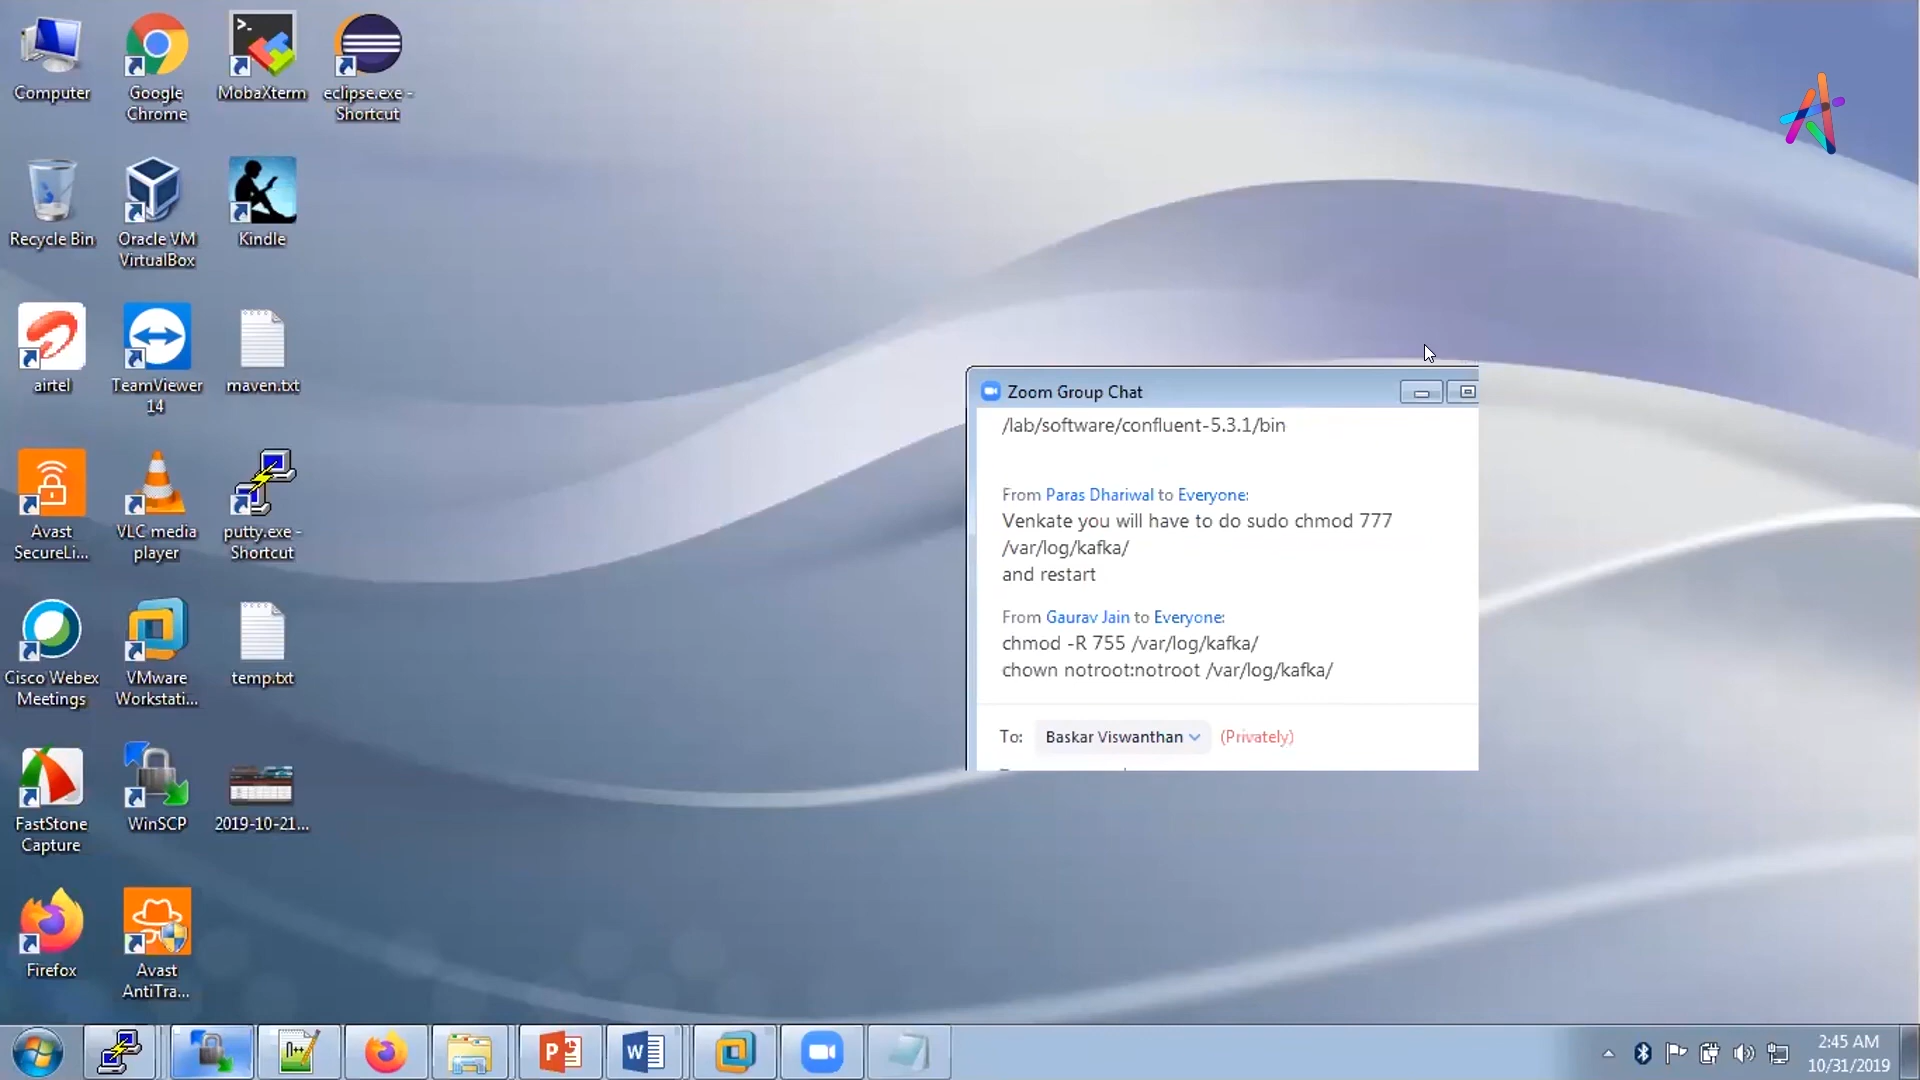 Computer
Google
Chrome
MobaXterm
eclipse.exe -
Shortcut
Recycle Bin
Oracle VM
VirtualBox
Kindle
airtel
TeamViewer
14
maven.txt
Avast
SecureLi...
VLC media
player
putty.exe -
Shortcut
Cisco Webex
Meetings
VMware
Workstati...
temp.txt
FastStone
Capture
WinSCP
2019-10-21...
Firefox
Avast
AntiTra...
Zoom Group Chat
/lab/software/confluent-5.3.1/bin
From Paras Dhariwal to Everyone:
Venkate you will have to do sudo chmod 777
/var/log/kafka/
and restart
From Gaurav Jain to Everyone:
chmod -R 755 /var/log/kafka/
chown notroot:notroot /var/log/kafka/
To: Baskar Viswanthan (Privately)
2:45 AM
10/31/2019